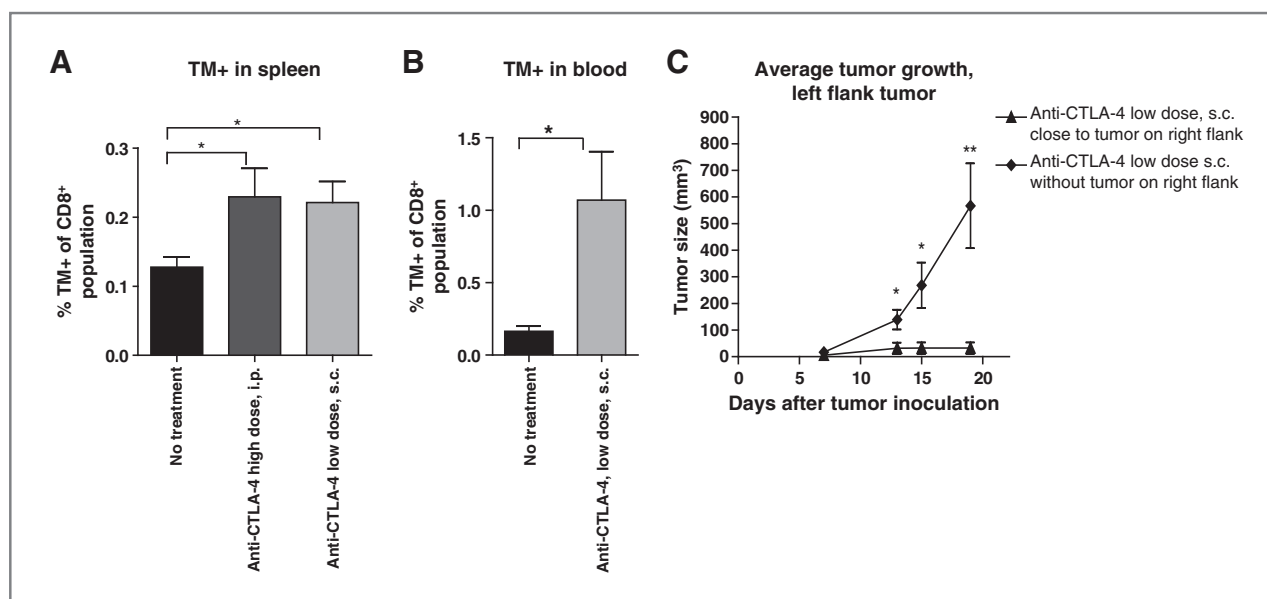 A
TM+ in spleen
*
*
% TM+ of CD8⁺
population
0.3
0.2
0.1
0.0
No treatment
Anti-CTLA-4 high dose, i.p.
Anti-CTLA-4 low dose, s.c.
B
TM+ in blood
*
% TM+ of CD8⁺
population
1.5
1.0
0.5
0.0
No treatment
Anti-CTLA-4, low dose, s.c.
C
Average tumor growth,
left flank tumor
Tumor size (mm³)
900
800
700
600
500
400
300
200
100
0
*
*
**
0 5 10 15 20
Days after tumor inoculation
Anti-CTLA-4 low dose, s.c.
close to tumor on right flank
Anti-CTLA-4 low dose s.c.
without tumor on right flank